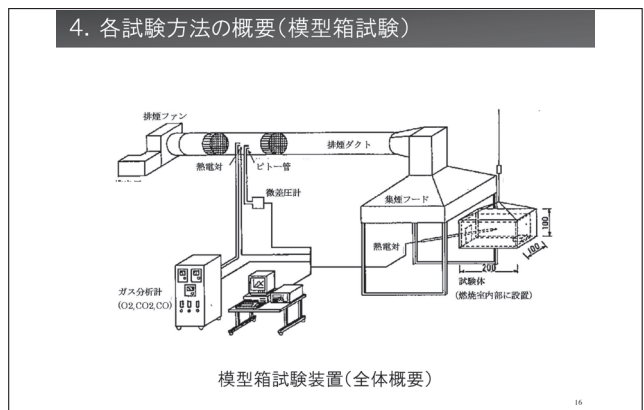 4. 各試験方法の概要(模型箱試験)
排煙ファン
熱電対
ピトー管
排煙ダクト
微差圧計
集煙フード
熱電対
100
100
200
試験体
(燃焼室内部に設置)
ガス分析計
(O2,CO2,CO)
模型箱試験装置(全体概要)
16